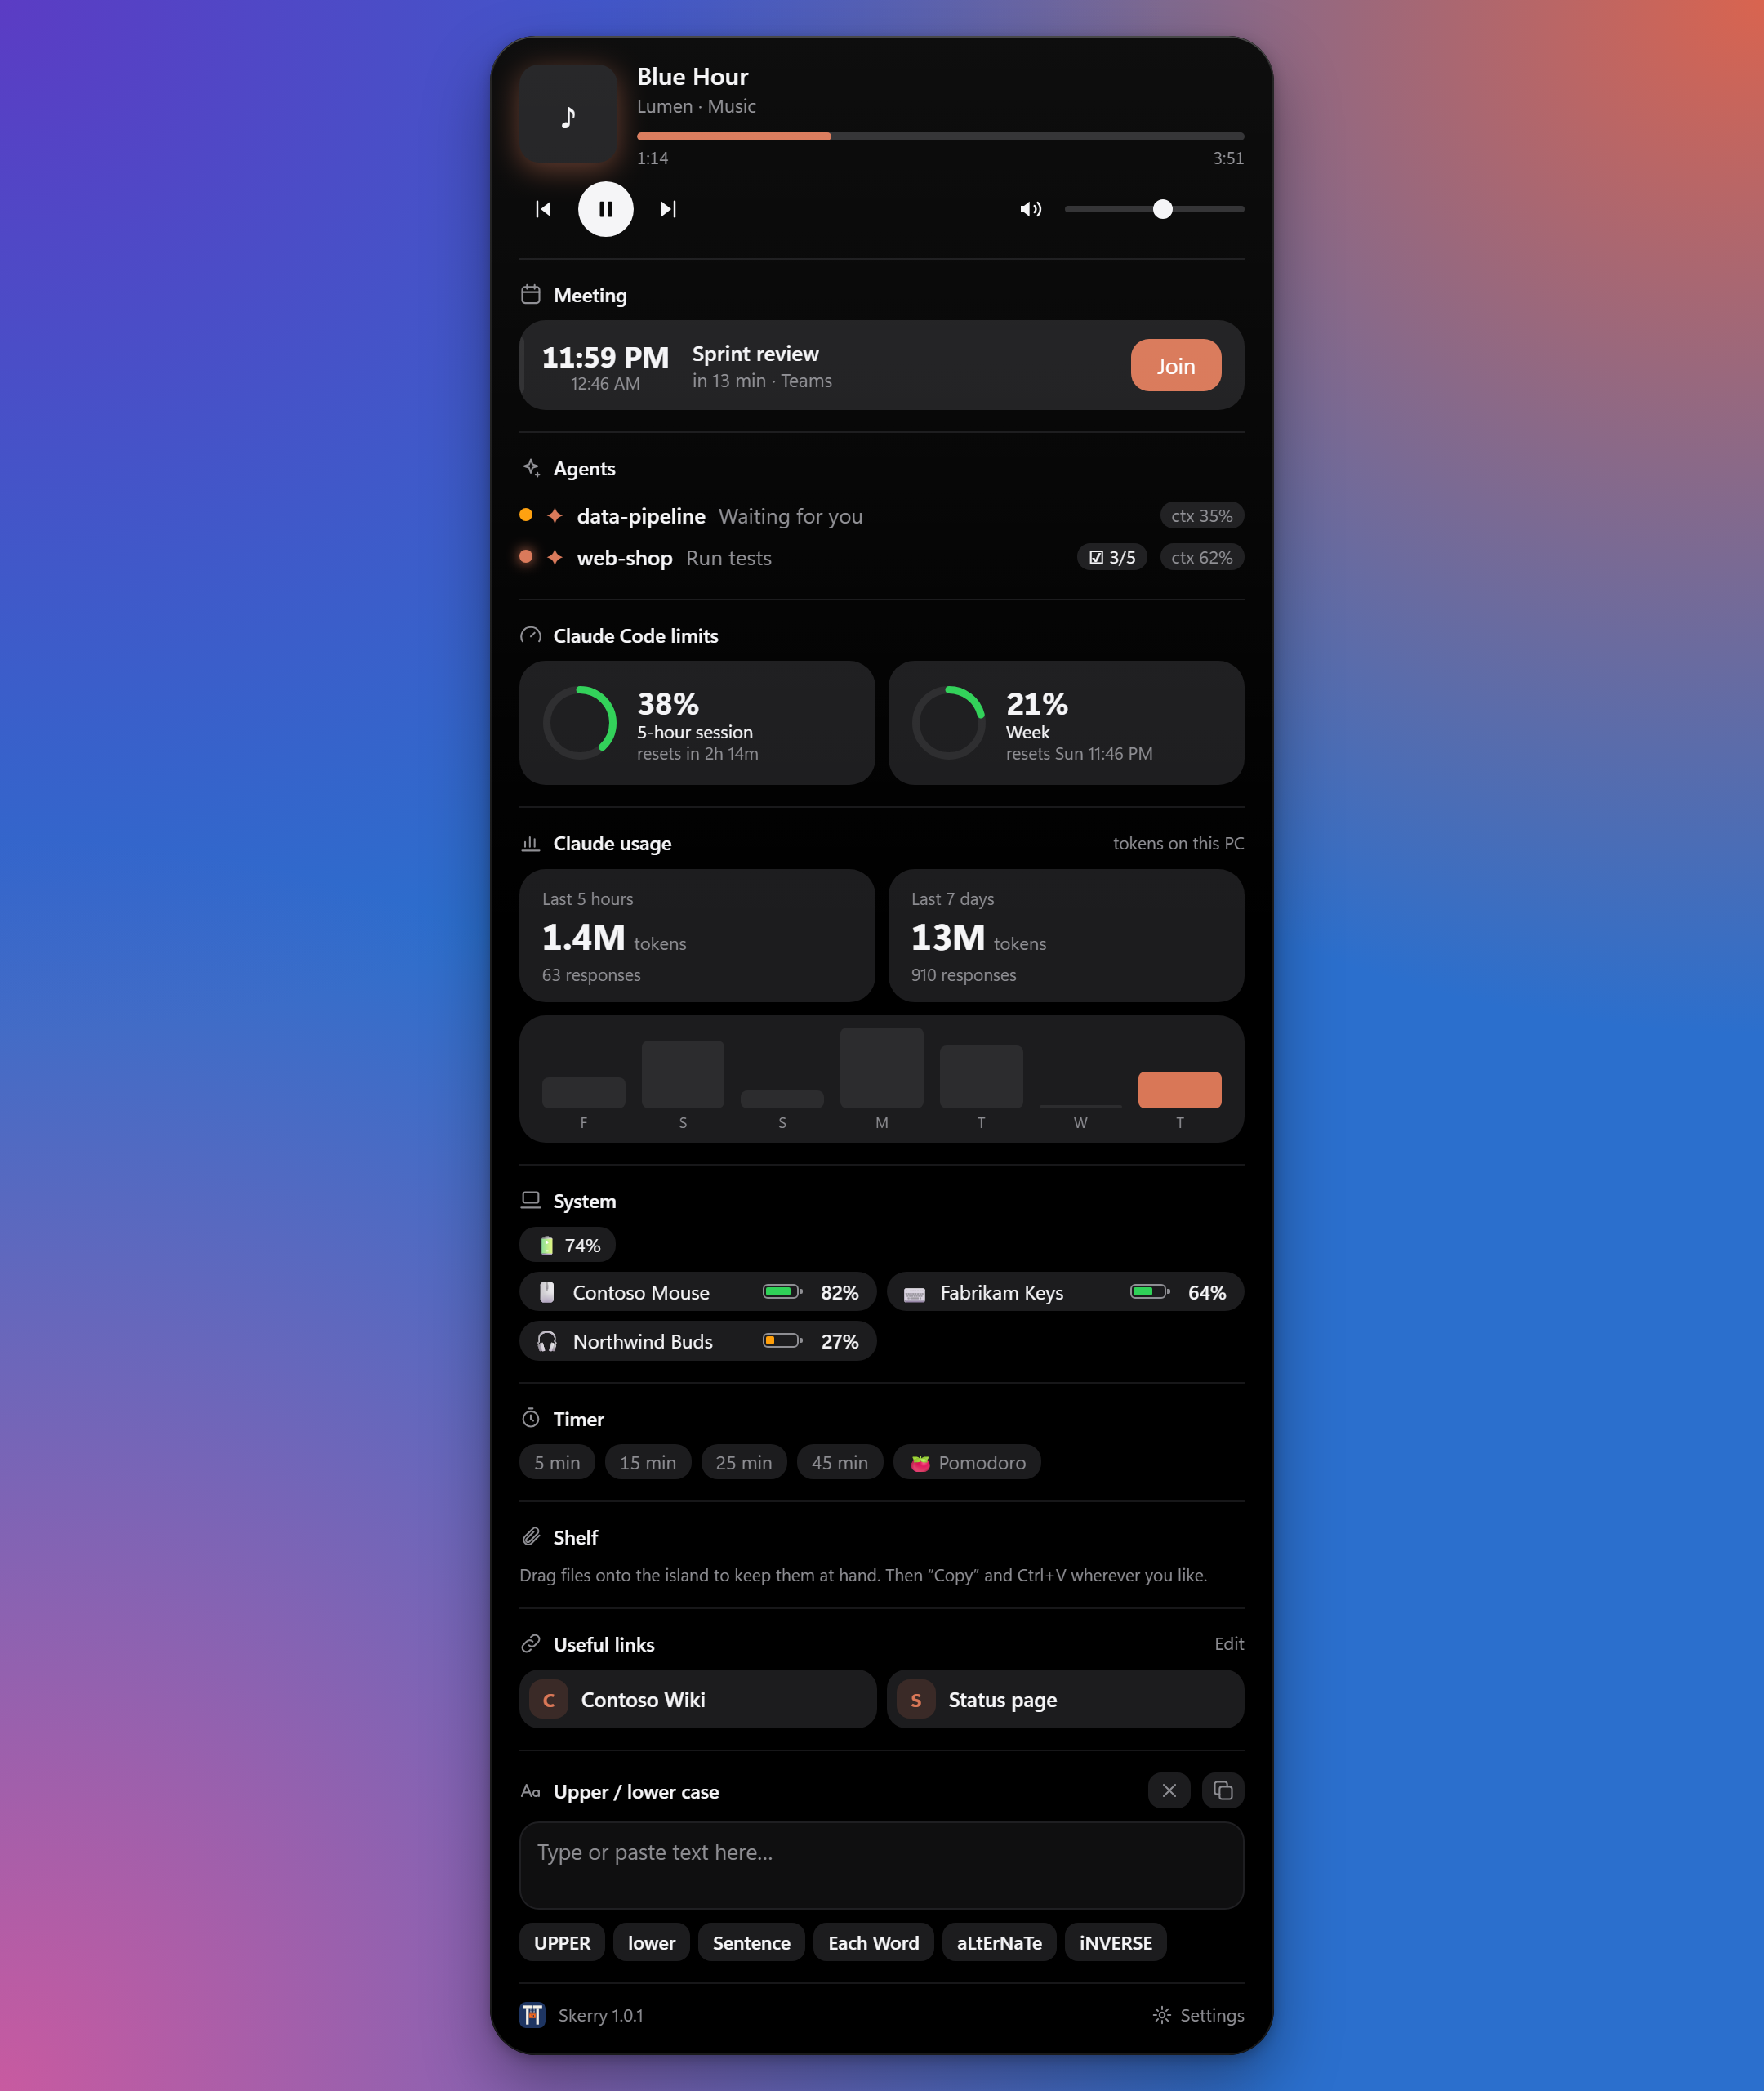 Blue Hour
Lumen · Music
1:14 3:51
Meeting
11:59 PM Sprint review
12:46 AM in 13 min · Teams
Join
Agents
data-pipeline Waiting for you ctx 35%
web-shop Run tests ☑ 3/5 ctx 62%
Claude Code limits
38%
5-hour session
resets in 2h 14m
21%
Week
resets Sun 11:46 PM
Claude usage tokens on this PC
Last 5 hours
1.4M tokens
63 responses
Last 7 days
13M tokens
910 responses
F S S M T W T
System
74%
Contoso Mouse 82% Fabrikam Keys 64%
Northwind Buds 27%
Timer
5 min 15 min 25 min 45 min Pomodoro
Shelf
Drag files onto the island to keep them at hand. Then “Copy” and Ctrl+V wherever you like.
Useful links Edit
C Contoso Wiki S Status page
Aa Upper / lower case
Type or paste text here...
UPPER lower Sentence Each Word aLtErNaTe iNVERSE
Skerry 1.0.1 Settings